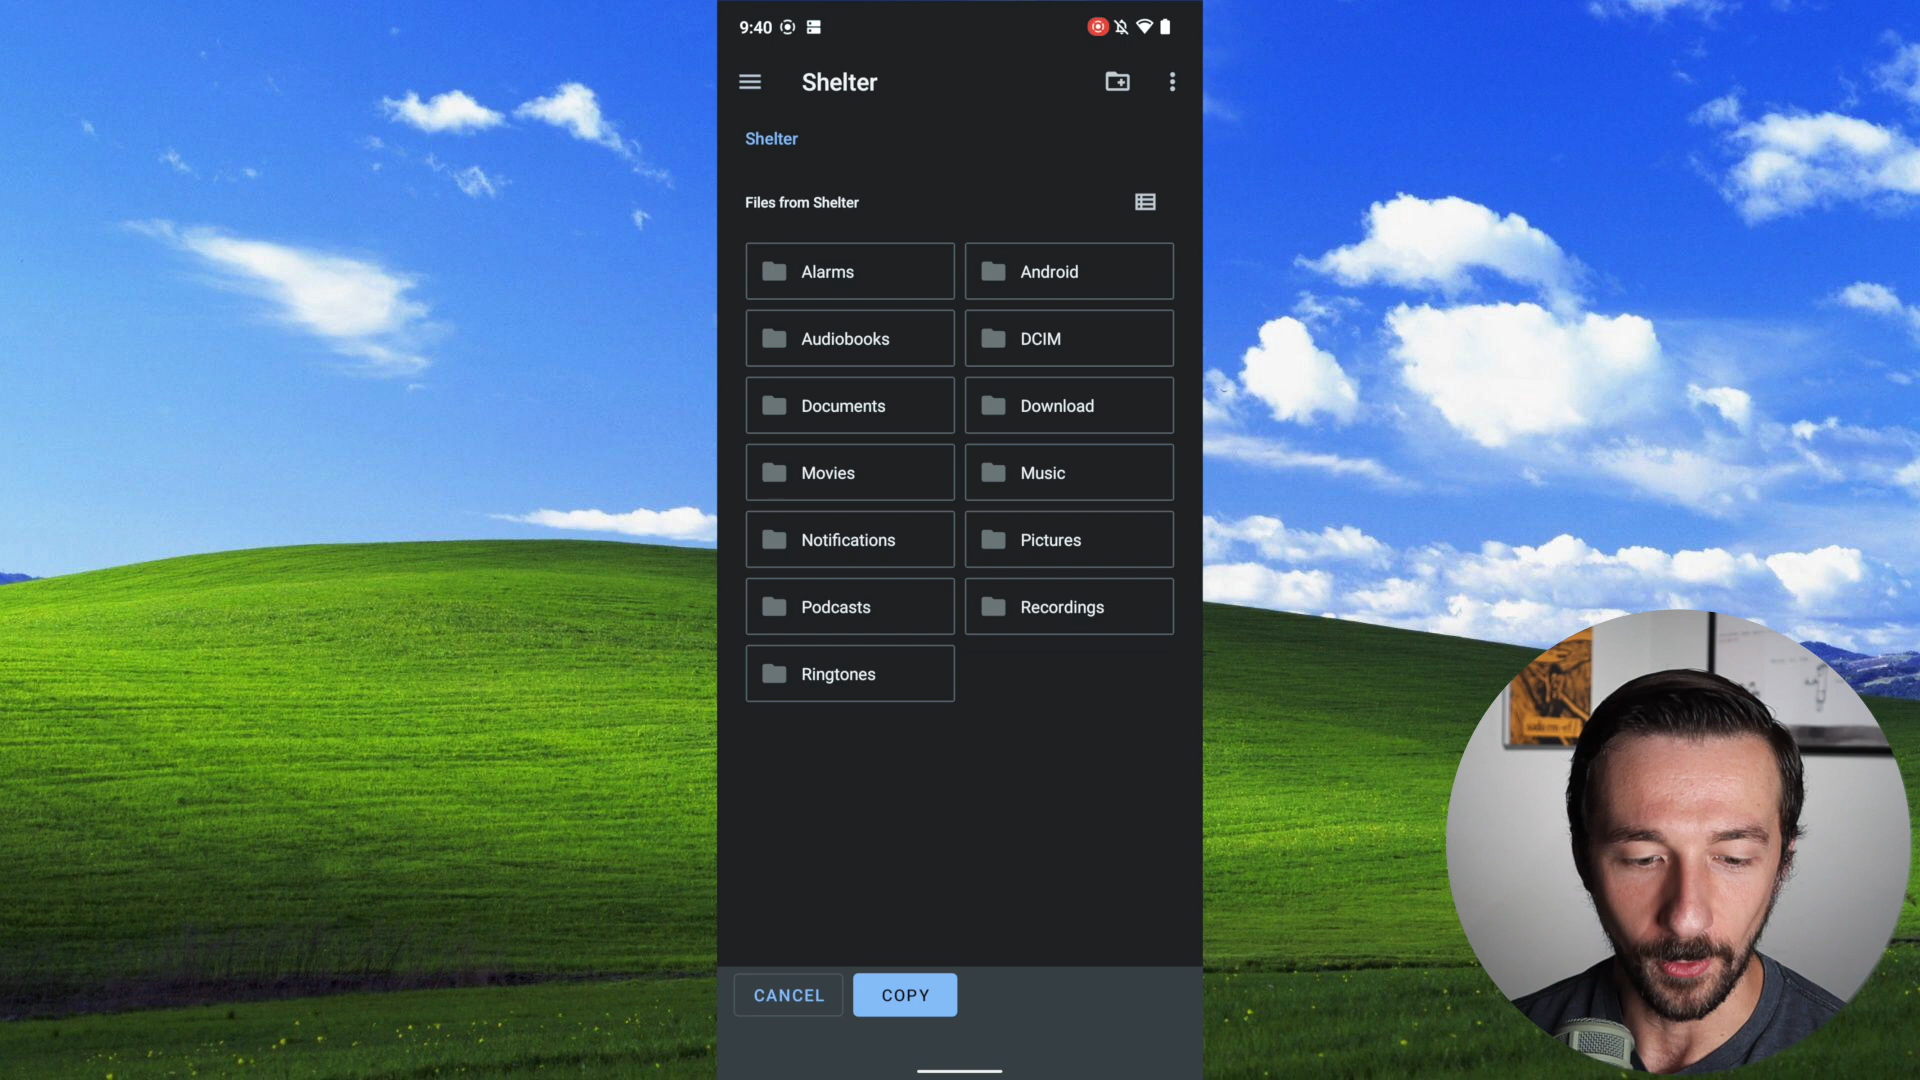 9:40
Shelter
Shelter
Files from Shelter
Alarms
Android
Audiobooks
DCIM
Documents
Download
Movies
Music
Notifications
Pictures
Podcasts
Recordings
Ringtones
CANCEL
COPY